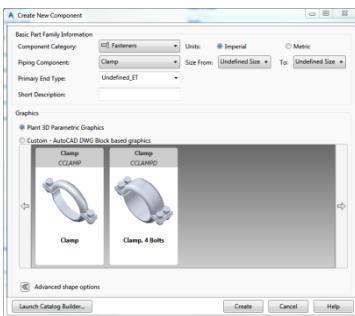 Create New Component
Basic Part Family Information
Component Category: Fasteners Units: Imperial Metric
Piping Component: Clamp Size From: Undefined Size To: Undefined Size
Primary End Type: Undefined_ET
Short Description:
Graphics
Plant 3D Parametric Graphics
Custom - AutoCAD DWG Block based graphics
Clamp Clamp
CCLAMP CCLAMPD
Clamp Clamp, 4 Bolts
Advanced shape options
Launch Catalog Builder... Create Cancel Help